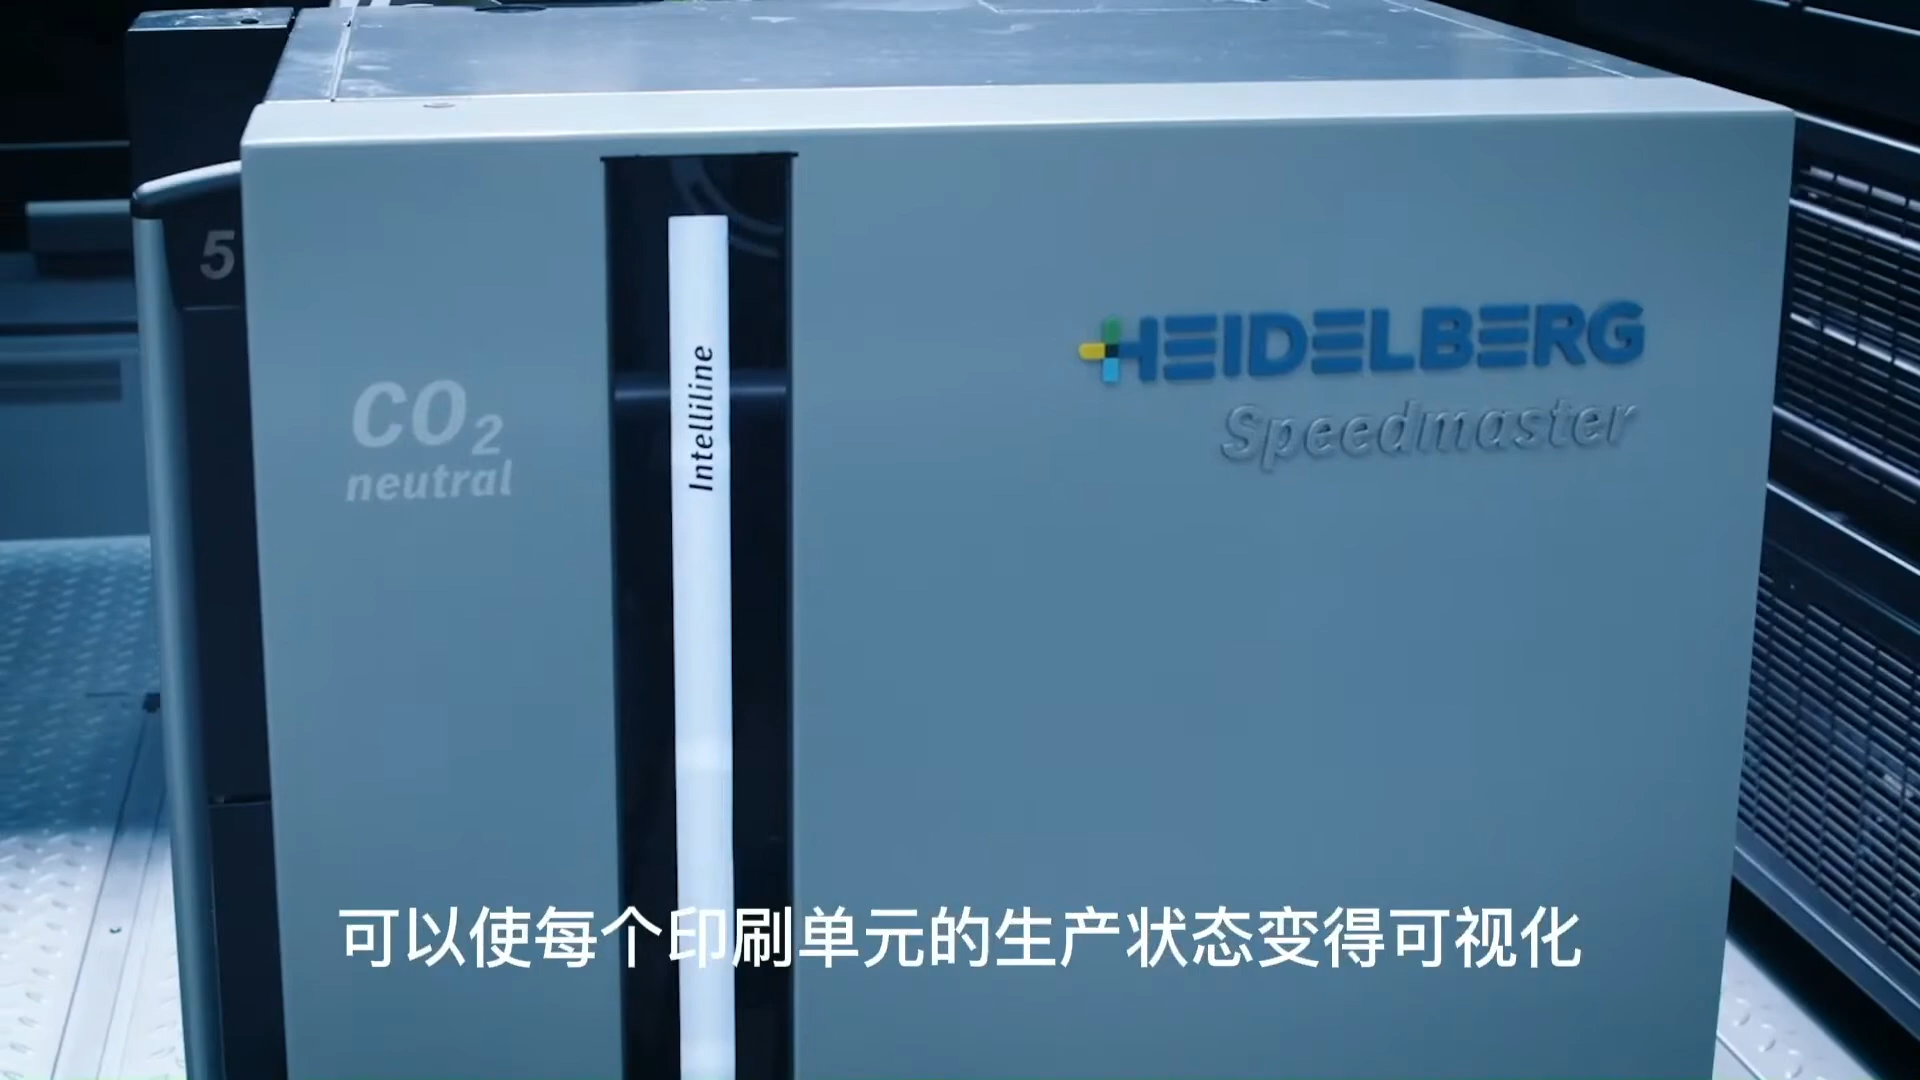 5
CO₂
neutral
Intelliline
HEIDELBERG
Speedmaster
可以使每个印刷单元的生产状态变得可视化